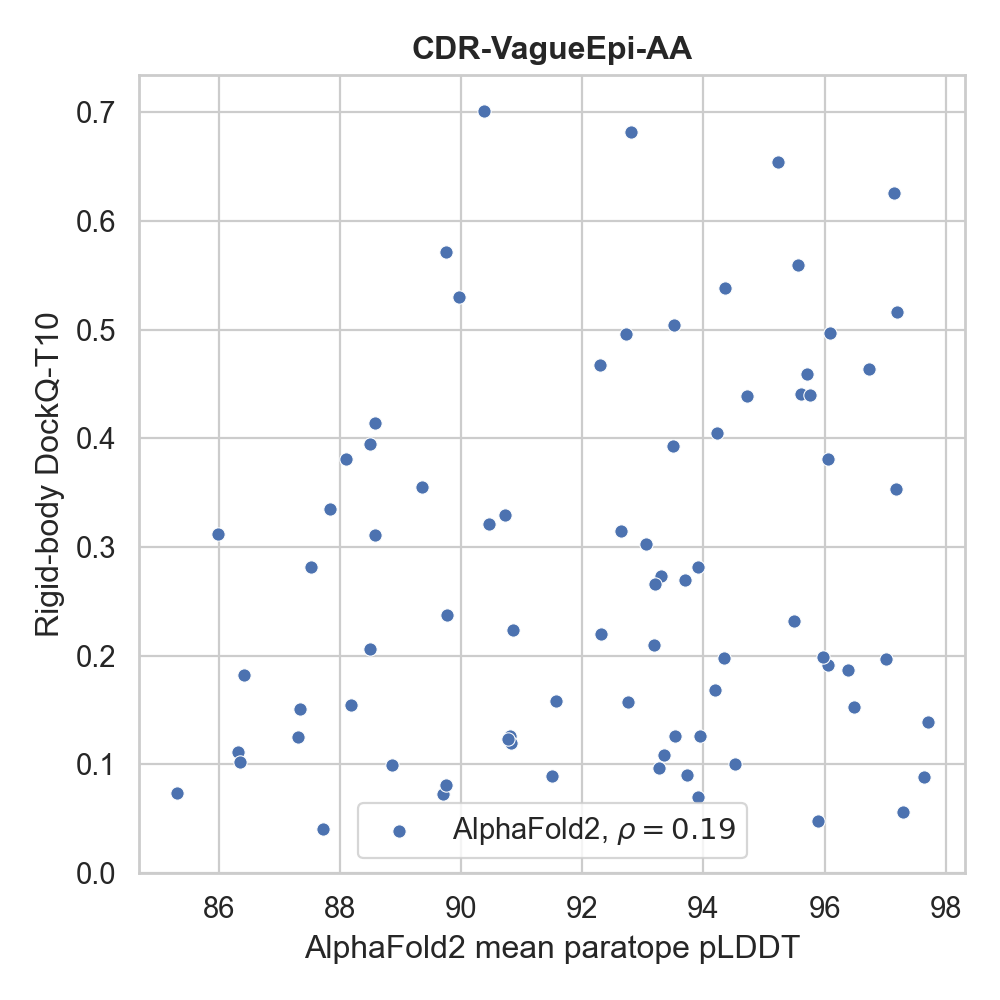 CDR-VagueEpi-AA
Rigid-body DockQ-T10
0.7
0.6
0.5
0.4
0.3
0.2
0.1
0.0
AlphaFold2, ρ = 0.19
86 88 90 92 94 96 98
AlphaFold2 mean paratope pLDDT